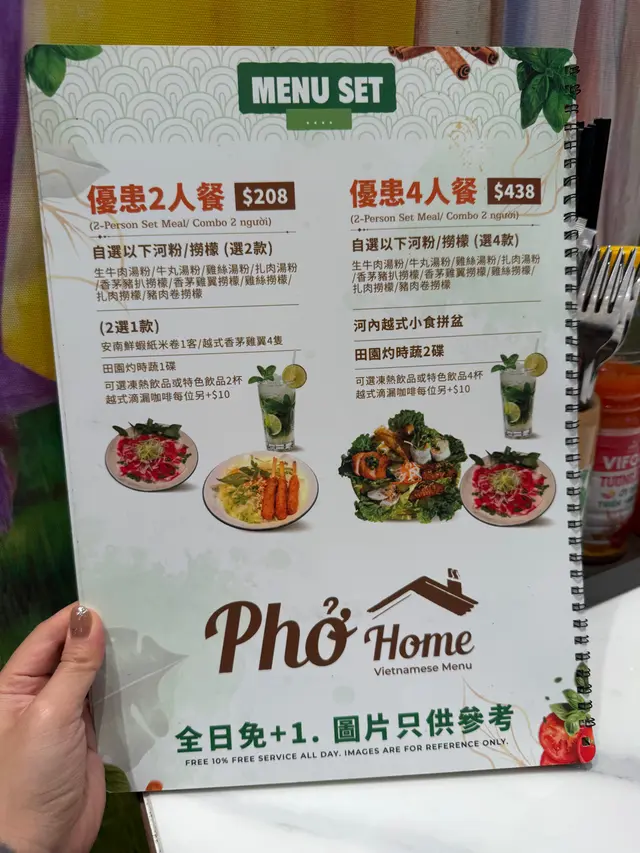 MENU SET
優患2人餐 $208
(2-Person Set Meal/ Combo 2 người)
自選以下河粉/撈檬 (選2款)
生牛肉湯粉/牛丸湯粉/雞絲湯粉/扎肉湯粉
/香茅豬扒撈檬/香茅雞翼撈檬/雞絲撈檬/
扎肉撈檬/豬肉卷撈檬
(2選1款)
安南鮮蝦紙米卷1客/越式香茅雞翼4隻
田園灼時蔬1碟
可選凍熱飲品或特色飲品2杯
越式滴漏咖啡每位另+$10
優患4人餐 $438
(2-Person Set Meal/ Combo 2 người)
自選以下河粉/撈檬 (選4款)
生牛肉湯粉/牛丸湯粉/雞絲湯粉/扎肉湯粉
/香茅豬扒撈檬/香茅雞翼撈檬/雞絲撈檬/
扎肉撈檬/豬肉卷撈檬
河內越式小食拼盆
田園灼時蔬2碟
可選凍熱飲品或特色飲品4杯
越式滴漏咖啡每位另+$10
Phở Home
Vietnamese Menu
全日免+1. 圖片只供參考
FREE 10% FREE SERVICE ALL DAY. IMAGES ARE FOR REFERENCE ONLY.